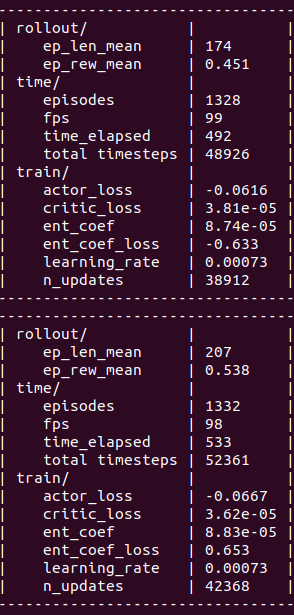 ----------------------------------
| rollout/           |           |
|    ep_len_mean     | 174       |
|    ep_rew_mean     | 0.451     |
| time/              |           |
|    episodes        | 1328      |
|    fps             | 99        |
|    time_elapsed    | 492       |
|    total timesteps | 48926     |
| train/             |           |
|    actor_loss      | -0.0616   |
|    critic_loss     | 3.81e-05  |
|    ent_coef        | 8.74e-05  |
|    ent_coef_loss   | -0.633    |
|    learning_rate   | 0.00073   |
|    n_updates       | 38912     |
----------------------------------
----------------------------------
| rollout/           |           |
|    ep_len_mean     | 207       |
|    ep_rew_mean     | 0.538     |
| time/              |           |
|    episodes        | 1332      |
|    fps             | 98        |
|    time_elapsed    | 533       |
|    total timesteps | 52361     |
| train/             |           |
|    actor_loss      | -0.0667   |
|    critic_loss     | 3.62e-05  |
|    ent_coef        | 8.83e-05  |
|    ent_coef_loss   | 0.653     |
|    learning_rate   | 0.00073   |
|    n_updates       | 42368     |
----------------------------------